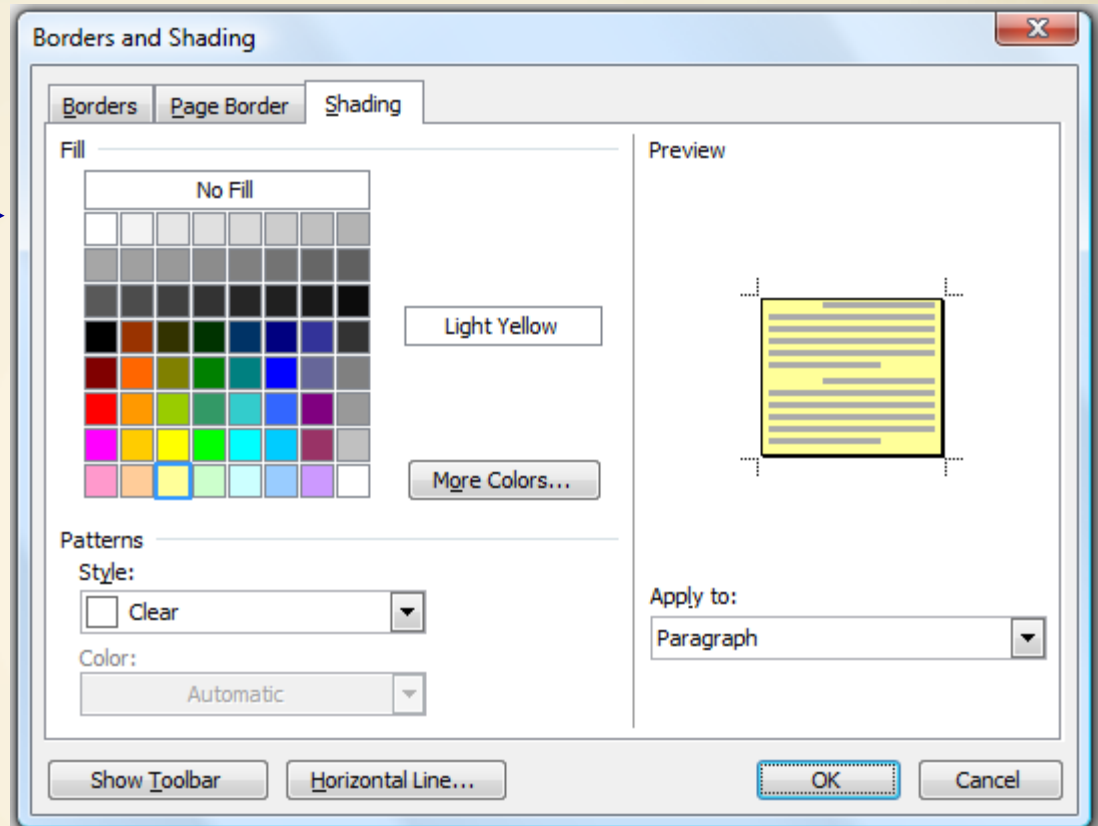 Borders and Shading
Borders Page Border Shading
Fill
No Fill
Light Yellow
More Colors...
Patterns
Style:
Clear
Color:
Automatic
Preview
Apply to:
Paragraph
Show Toolbar Horizontal Line... OK Cancel